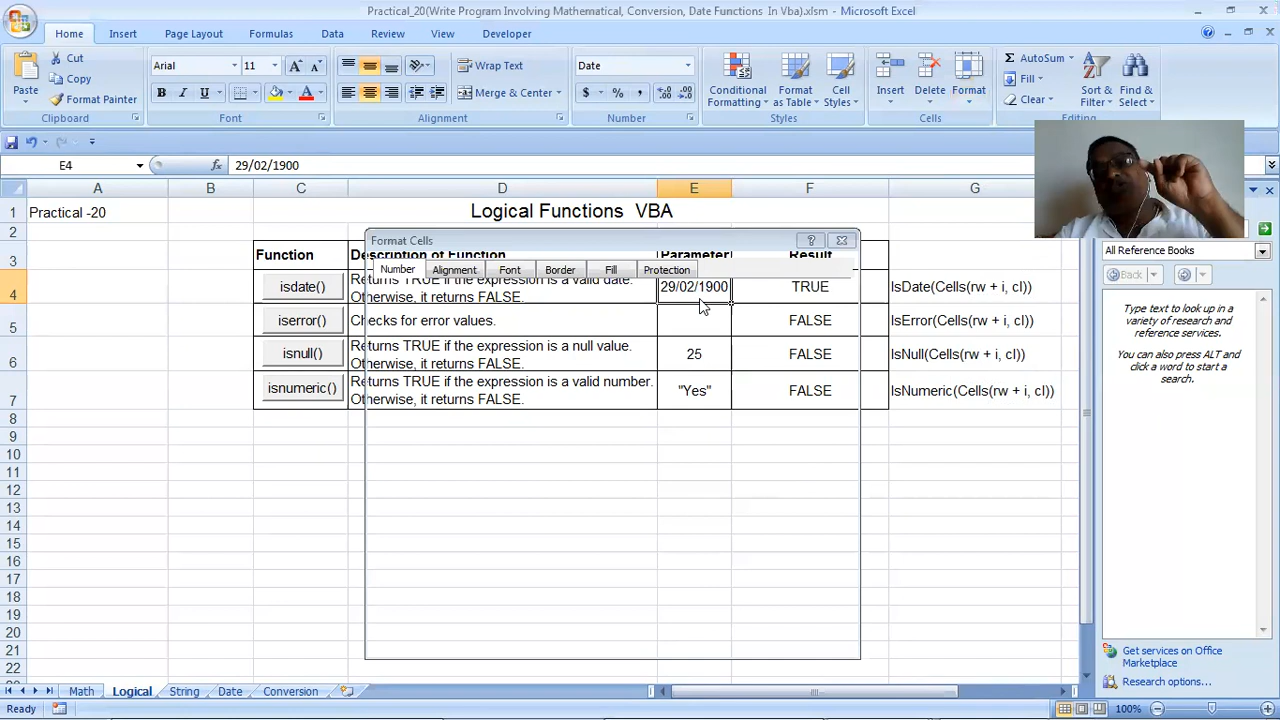 Practical_20(Write Program Involving Mathematical, Conversion, Date Functions In Vba).xlsm - Microsoft Excel
Home Insert Page Layout Formulas Data Review View Developer
Paste
Cut
Copy
Format Painter
Clipboard
Arial 11
B I U
Font
Wrap Text
Merge & Center
Alignment
Date
$ % ,
Number
Conditional Formatting
Format as Table
Cell Styles
Styles
Insert Delete Format
Cells
AutoSum
Fill
Clear
Sort & Filter
Find & Select
Editing
E4 fx 29/02/1900
A B C D E F G
1 Practical -20 Logical Functions VBA
2
3 Function Description of Function Parameter Result
4 isdate() Returns TRUE if the expression is a valid date. Otherwise, it returns FALSE. 29/02/1900 TRUE IsDate(Cells(rw + i, cl))
5 iserror() Checks for error values. FALSE IsError(Cells(rw + i, cl))
6 isnull() Returns TRUE if the expression is a null value. Otherwise, it returns FALSE. 25 FALSE IsNull(Cells(rw + i, cl))
7 isnumeric() Returns TRUE if the expression is a valid number. Otherwise, it returns FALSE. "Yes" FALSE IsNumeric(Cells(rw + i, cl))
8
9
10
11
12
13
14
15
16
17
18
19
20
21
22
Format Cells
Number Alignment Font Border Fill Protection
All Reference Books
Back
Type text to look up in a
variety of research and
reference services.
You can also press ALT and
click a word to start a
search.
Get services on Office
Marketplace
Research options...
Math Logical String Date Conversion
Ready 100%